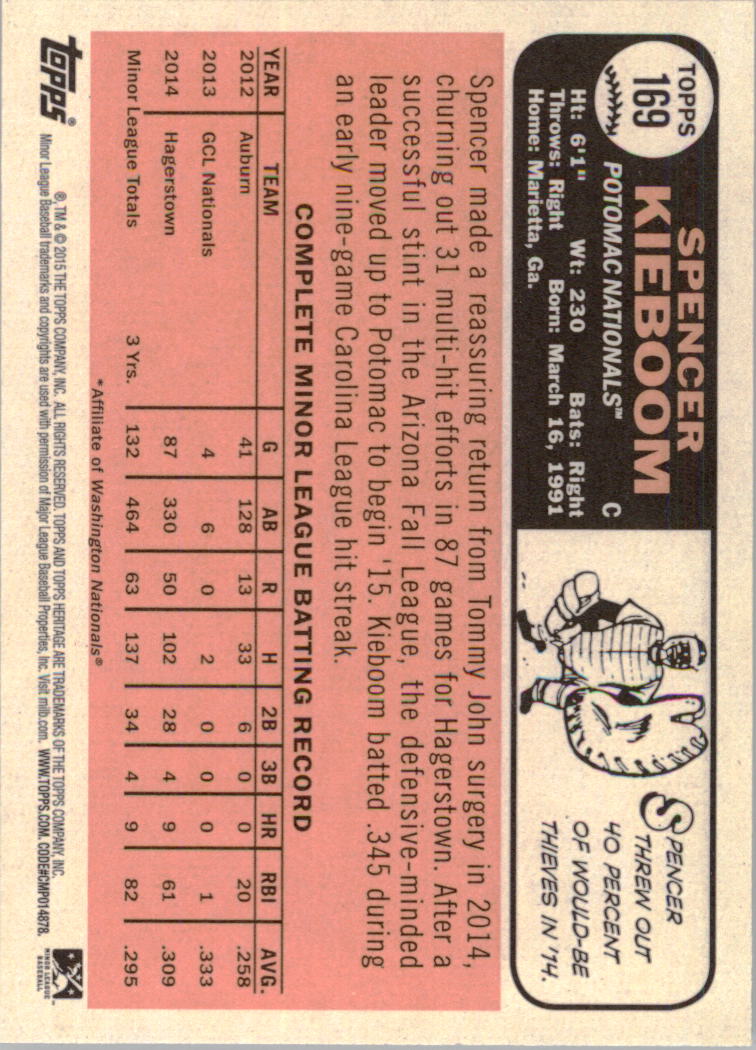 TOPPS
169
SPENCER
KIEBOOM
POTOMAC NATIONALS™ C
Ht: 6'1" Wt: 230 Bats: Right
Throws: Right Born: March 16, 1991
Home: Marietta, Ga.
SPENCER
THREW OUT
40 PERCENT
OF WOULD-BE
THIEVES IN '14.
Spencer made a reassuring return from Tommy John surgery in 2014,
churning out 31 multi-hit efforts in 87 games for Hagerstown. After a
successful stint in the Arizona Fall League, the defensive-minded
leader moved up to Potomac to begin '15. Kieboom batted .345 during
an early nine-game Carolina League hit streak.
COMPLETE MINOR LEAGUE BATTING RECORD
YEAR TEAM G AB R H 2B 3B HR RBI AVG.
2012 Auburn 41 128 13 33 6 0 0 20 .258
2013 GCL Nationals 4 6 0 2 0 0 0 1 .333
2014 Hagerstown 87 330 50 102 28 4 9 61 .309
Minor League Totals 3 Yrs. 132 464 63 137 34 4 9 82 .295
*Affiliate of Washington Nationals®
topps®
®, TM & © 2015 THE TOPPS COMPANY, INC. ALL RIGHTS RESERVED. TOPPS AND TOPPS HERITAGE ARE TRADEMARKS OF THE TOPPS COMPANY, INC.
Minor League Baseball trademarks and copyrights are used with permission of Major League Baseball Properties, Inc. Visit milb.com. WWW.TOPPS.COM. CODE#CMP014878.
MINOR LEAGUE
BASEBALL™